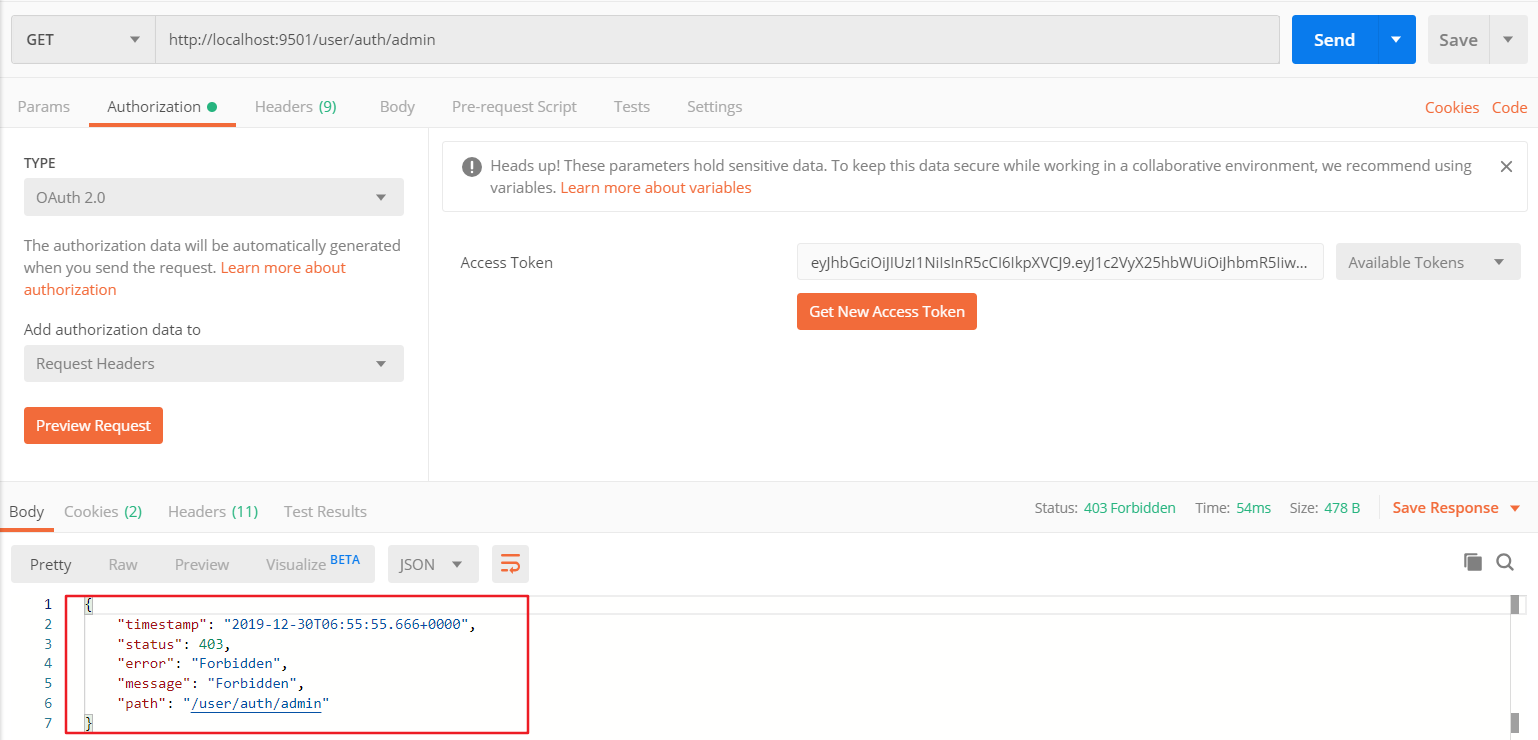 GET http://localhost:9501/user/auth/admin Send Save
Params Authorization Headers (9) Body Pre-request Script Tests Settings Cookies Code
TYPE
OAuth 2.0
The authorization data will be automatically generated
when you send the request. Learn more about
authorization
Add authorization data to
Request Headers
Preview Request
Heads up! These parameters hold sensitive data. To keep this data secure while working in a collaborative environment, we recommend using
variables. Learn more about variables
Access Token eyJhbGciOiJIUzI1NiIsInR5cCI6IkpXVCJ9.eyJ1c2VyX25hbWUiOiJhbmR5Iiw... Available Tokens
Get New Access Token
Body Cookies (2) Headers (11) Test Results Status: 403 Forbidden Time: 54ms Size: 478 B Save Response
Pretty Raw Preview Visualize BETA JSON
1 {
2 "timestamp": "2019-12-30T06:55:55.666+0000",
3 "status": 403,
4 "error": "Forbidden",
5 "message": "Forbidden",
6 "path": "/user/auth/admin"
7 }